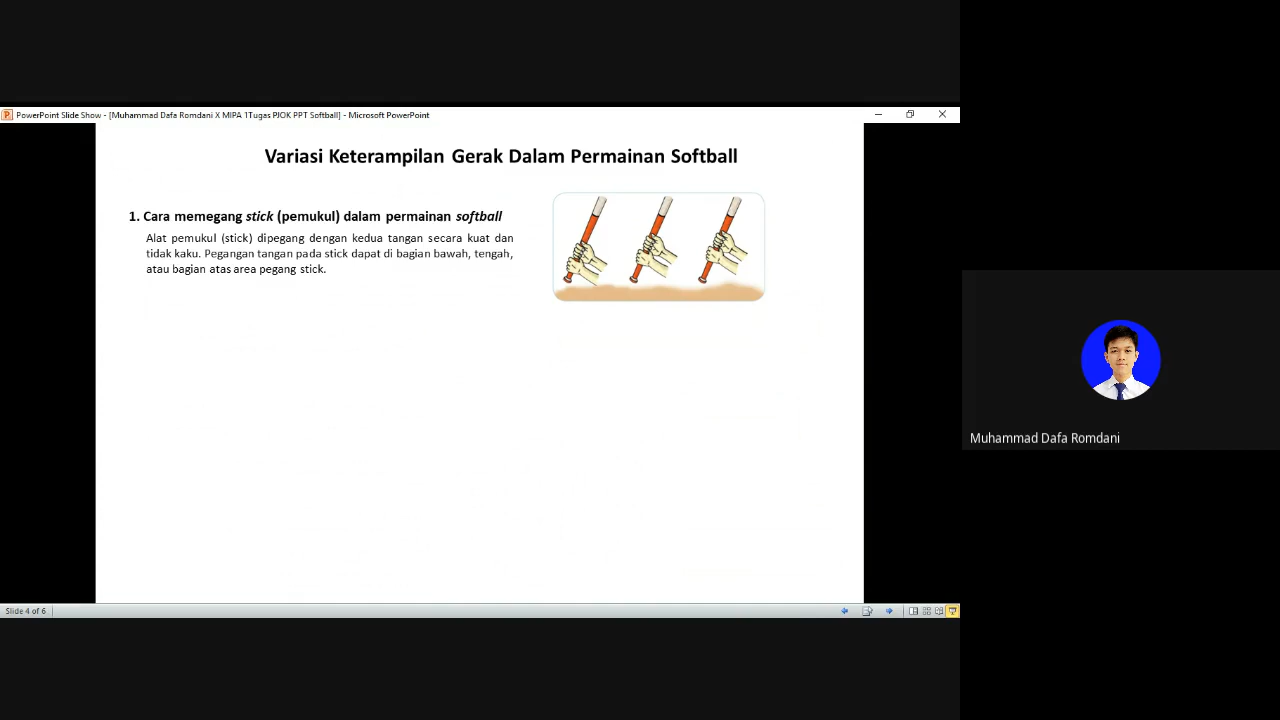 PowerPoint Slide Show - [Muhammad Dafa Romdani X MIPA 1Tugas PJOK PPT Softball] - Microsoft PowerPoint
Variasi Keterampilan Gerak Dalam Permainan Softball
1. Cara memegang stick (pemukul) dalam permainan softball
Alat pemukul (stick) dipegang dengan kedua tangan secara kuat dan
tidak kaku. Pegangan tangan pada stick dapat di bagian bawah, tengah,
atau bagian atas area pegang stick.
Muhammad Dafa Romdani
Slide 4 of 6